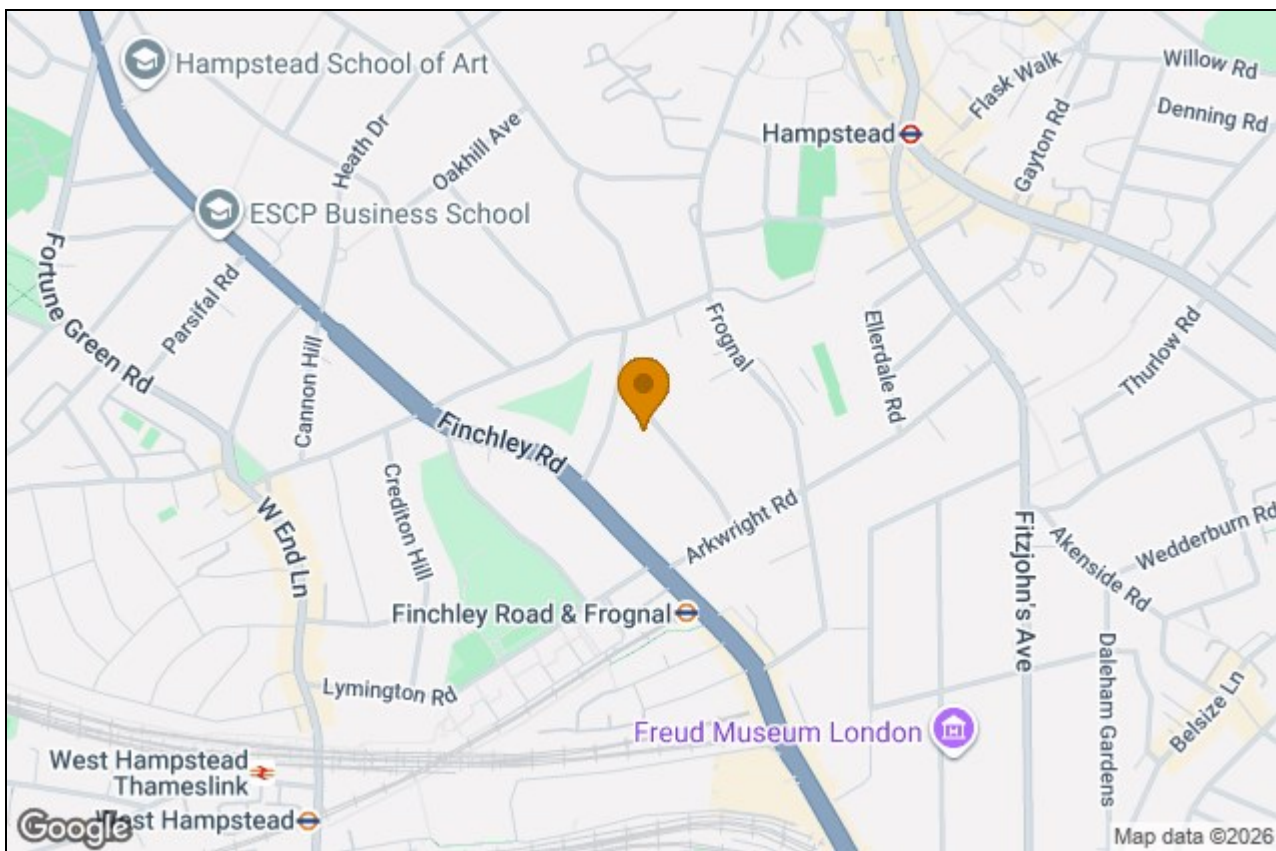 Hampstead School of Art
Willow Rd
Flask Walk
Denning Rd
Hampstead
Gayton Rd
Heath Dr
Oakhill Ave
ESCP Business School
Fortune Green Rd
Parsifal Rd
Cannon Hill
Frognal
Ellerdale Rd
Thurlow Rd
Finchley Rd
Crediton Hill
W End Ln
Arkwright Rd
Fitzjohn's Ave
Akenside Rd
Wedderburn Rd
Finchley Road & Frognal
Lymington Rd
Daleham Gardens
Belsize Ln
Freud Museum London
West Hampstead
Thameslink
West Hampstead
Google
Map data ©2026